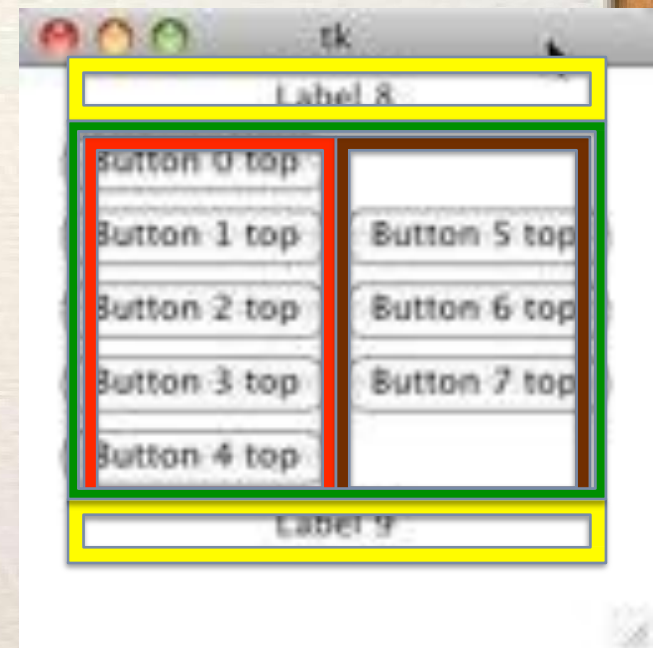 tk
Label 8
Button 0 top
Button 1 top
Button 5 top
Button 2 top
Button 6 top
Button 3 top
Button 7 top
Button 4 top
Label 9